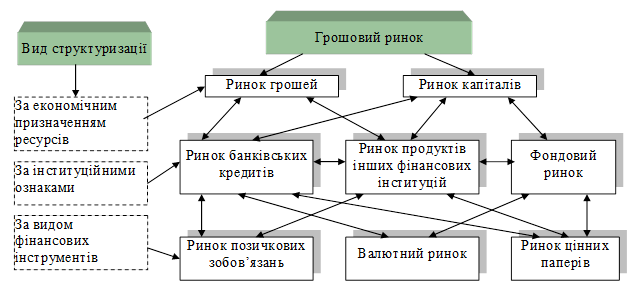 Вид структуризації
Грошовий ринок
За економічним
призначенням
ресурсів
Ринок грошей
Ринок капіталів
За інституційними
ознаками
Ринок банківських
кредитів
Ринок продуктів
інших фінансових
інституцій
Фондовий
ринок
За видом
фінансових
інструментів
Ринок позичкових
зобов’язань
Валютний ринок
Ринок цінних
паперів